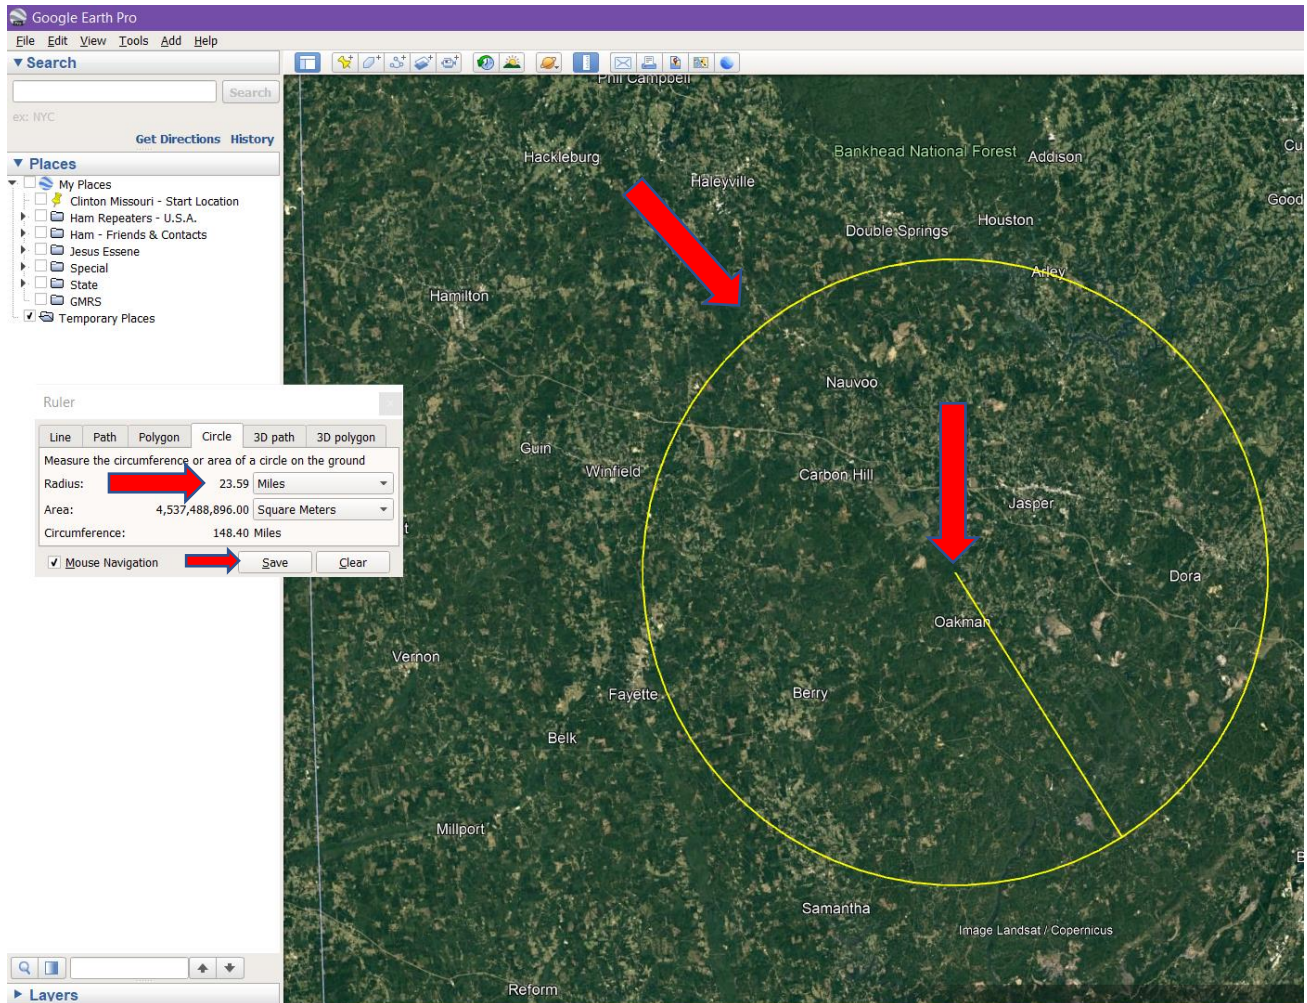 Google Earth Pro
File Edit View Tools Add Help
Search
Search
ex: NYC
Get Directions History
Places
My Places
Clinton Missouri - Start Location
Ham Repeaters - U.S.A.
Ham - Friends & Contacts
Jesus Essene
Special
State
GMRS
Temporary Places
Ruler
Line Path Polygon Circle 3D path 3D polygon
Measure the circumference or area of a circle on the ground
Radius: 23.59 Miles
Area: 4,537,488,896.00 Square Meters
Circumference: 148.40 Miles
Mouse Navigation Save Clear
Layers
Phil Campbell
Hackleburg
Bankhead National Forest
Addison
Cu
Haleyville
Good
Houston
Double Springs
Arley
Hamilton
Nauvoo
Guin
Winfield
Carbon Hill
Jasper
t
Dora
Oakman
Vernon
Fayette
Berry
Belk
Millport
B
Samantha
Image Landsat / Copernicus
Reform